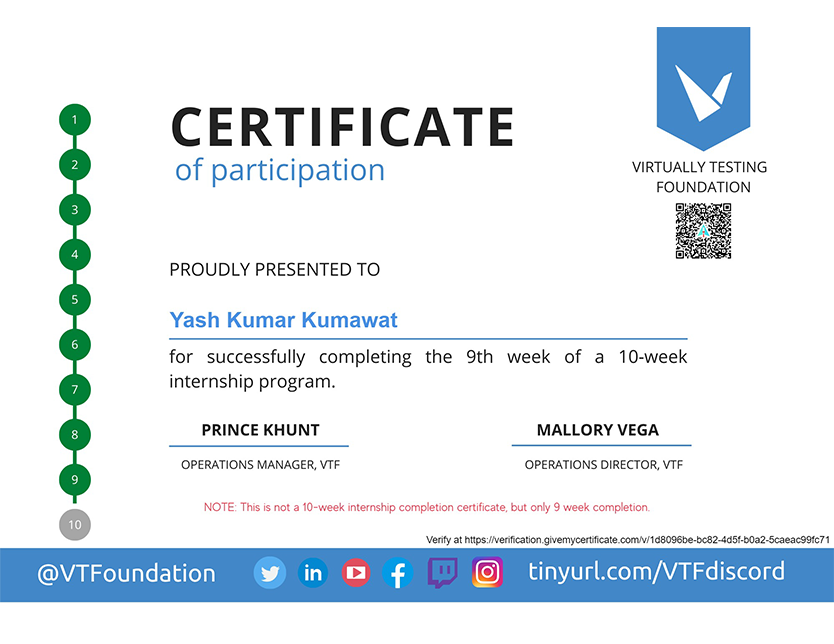 CERTIFICATE
of participation
VIRTUALLY TESTING
FOUNDATION
1
2
3
4
5
6
7
8
9
10
PROUDLY PRESENTED TO
Yash Kumar Kumawat
for successfully completing the 9th week of a 10-week
internship program.
PRINCE KHUNT
OPERATIONS MANAGER, VTF
MALLORY VEGA
OPERATIONS DIRECTOR, VTF
NOTE: This is not a 10-week internship completion certificate, but only 9 week completion.
Verify at https://verification.givemycertificate.com/v/1d8096be-bc82-4d5f-b0a2-5caeac99fc71
@VTFoundation
in
f
tinyurl.com/VTFdiscord